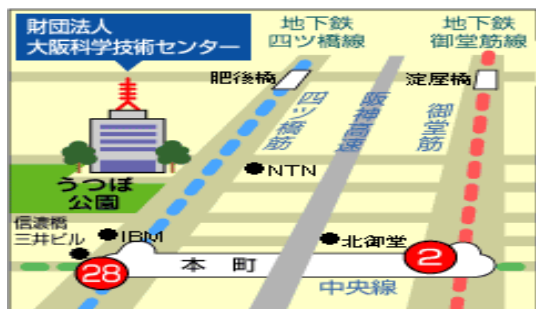 財団法人
大阪科学技術センター
地下鉄
四ツ橋線
地下鉄
御堂筋線
肥後橋
淀屋橋
四ツ橋筋
阪神高速
御堂筋
NTN
うつぼ
公園
信濃橋
三井ビル
IBM
北御堂
28
本町
2
中央線